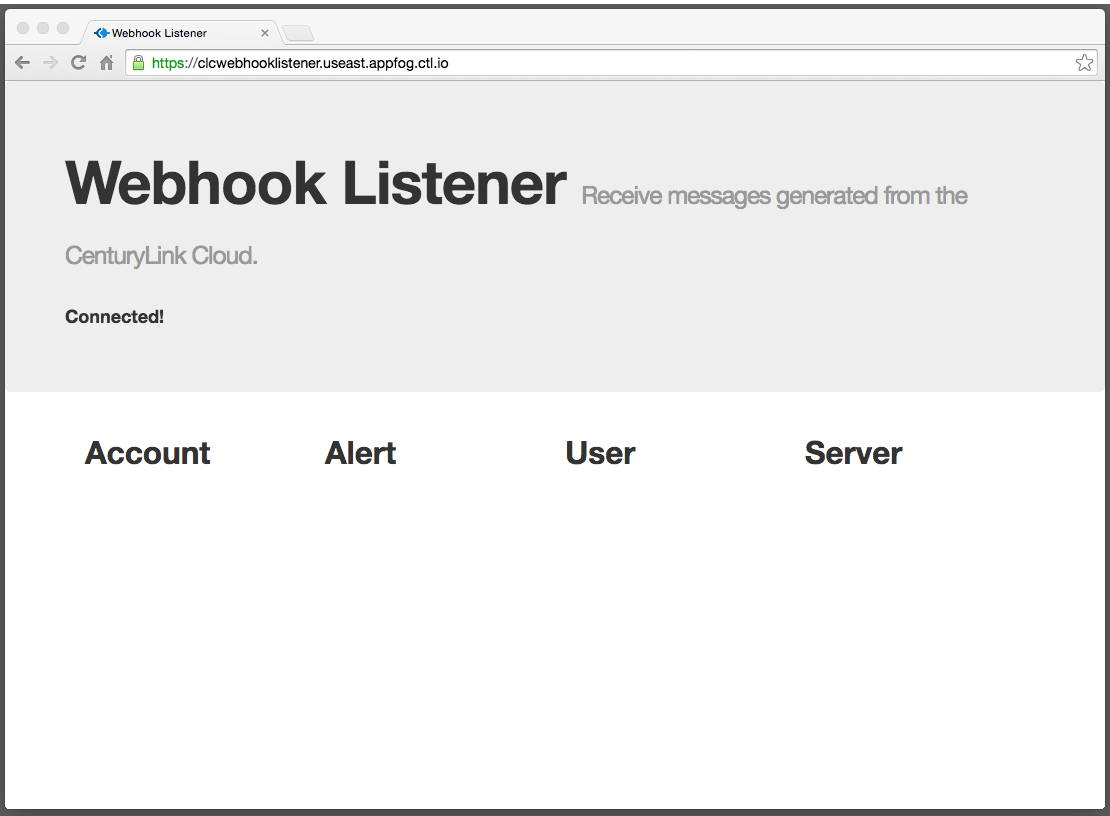 Webhook Listener
https://clcwebhooklistener.useast.appfog.ctl.io
Webhook Listener Receive messages generated from the
CenturyLink Cloud.
Connected!
Account Alert User Server